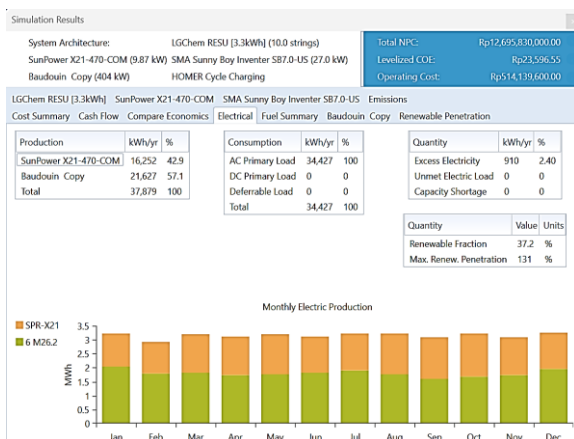 Simulation Results
System Architecture: LGChem RESU [3.3kWh] (10.0 strings)
SunPower X21-470-COM (9.87 kW) SMA Sunny Boy Inventer SB7.0-US (27.0 kW)
Baudouin Copy (404 kW) HOMER Cycle Charging
Total NPC: Rp12,695,830,000.00
Levelized COE: Rp23,596.55
Operating Cost: Rp514,139,600.00
LGChem RESU [3.3kWh] SunPower X21-470-COM SMA Sunny Boy Inventer SB7.0-US Emissions
Cost Summary Cash Flow Compare Economics Electrical Fuel Summary Baudouin Copy Renewable Penetration
Production kWh/yr %
SunPower X21-470-COM 16,252 42.9
Baudouin Copy 21,627 57.1
Total 37,879 100
Consumption kWh/yr %
AC Primary Load 34,427 100
DC Primary Load 0 0
Deferrable Load 0 0
Total 34,427 100
Quantity kWh/yr %
Excess Electricity 910 2.40
Unmet Electric Load 0 0
Capacity Shortage 0 0
Quantity Value Units
Renewable Fraction 37.2 %
Max. Renew. Penetration 131 %
Monthly Electric Production
SPR-X21
6 M26.2
MWh
3.5
3
2.5
2
1.5
1
0.5
0
Jan Feb Mar Apr May Jun Jul Aug Sep Oct Nov Dec